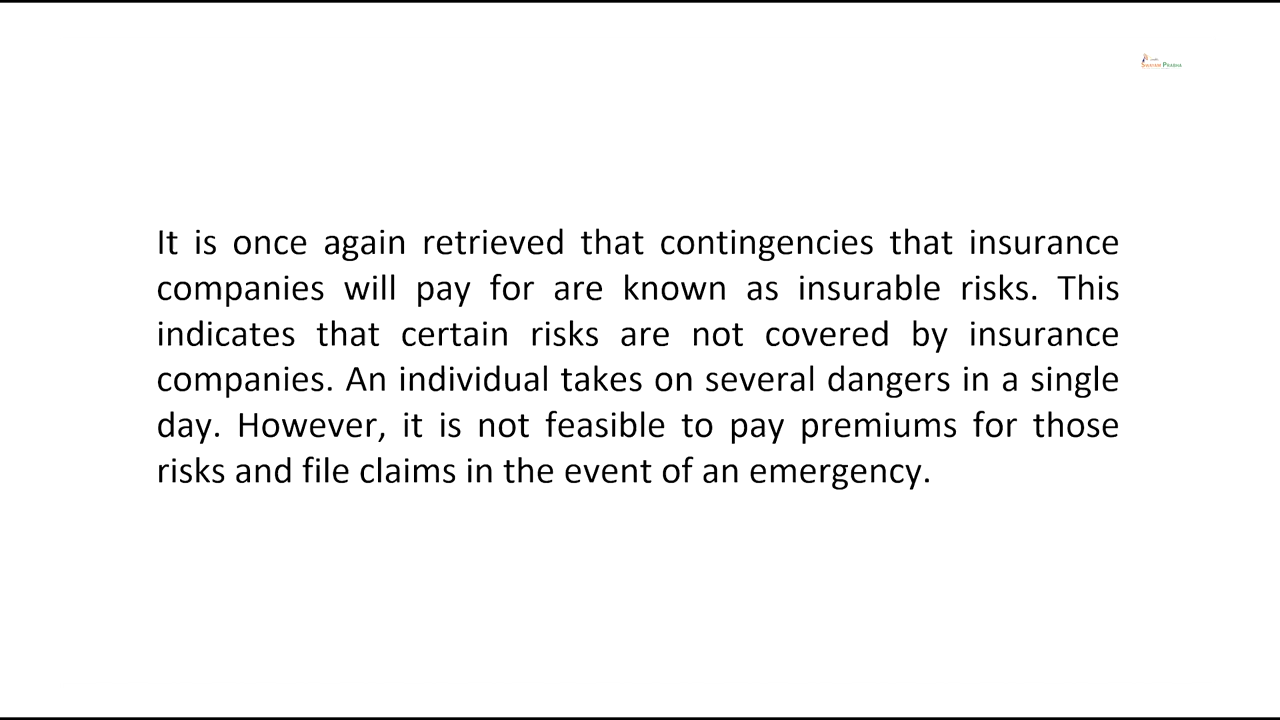 SWAYAM PRABHA
It is once again retrieved that contingencies that insurance
companies will pay for are known as insurable risks. This
indicates that certain risks are not covered by insurance
companies. An individual takes on several dangers in a single
day. However, it is not feasible to pay premiums for those
risks and file claims in the event of an emergency.